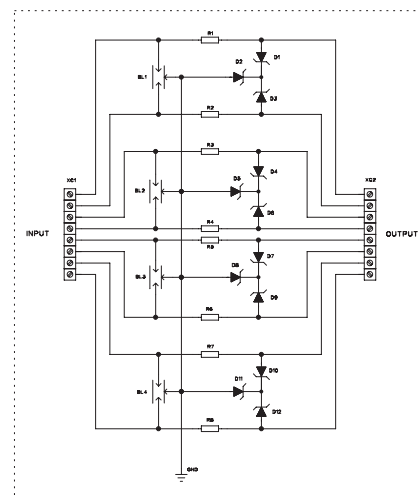 R1
D1
D2
BL1
D3
R2
R3
D4
XC1
XC2
D5
BL2
D6
R4
INPUT
OUTPUT
R5
D7
D8
BL3
D9
R6
R7
D10
D11
BL4
D12
R8
GND